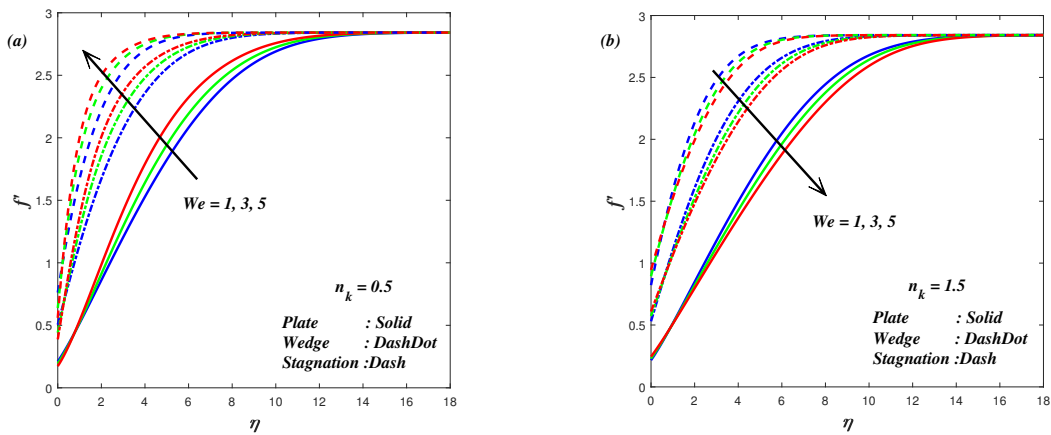 (a)
3
2.5
2
1.5
1
0.5
0
f'
We = 1, 3, 5
n_k = 0.5
Plate : Solid
Wedge : DashDot
Stagnation :Dash
0 2 4 6 8 10 12 14 16 18
η
(b)
3
2.5
2
1.5
1
0.5
0
f'
We = 1, 3, 5
n_k = 1.5
Plate : Solid
Wedge : DashDot
Stagnation :Dash
0 2 4 6 8 10 12 14 16 18
η